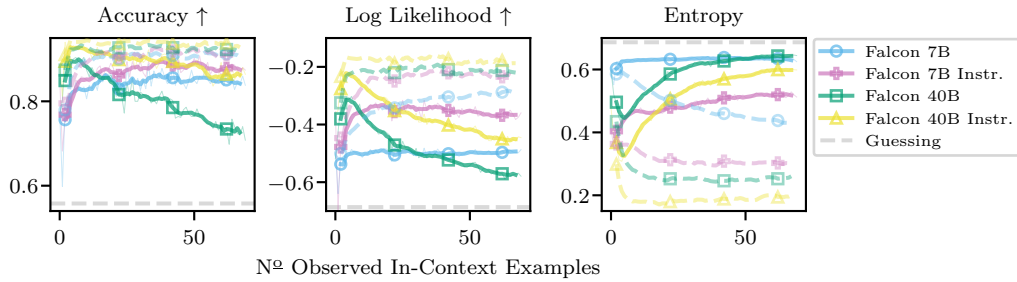 Accuracy ↑
Log Likelihood ↑
Entropy
0.8
0.6
0
50
−0.2
−0.4
−0.6
0
50
0.6
0.4
0.2
0
50
Nº Observed In-Context Examples
Falcon 7B
Falcon 7B Instr.
Falcon 40B
Falcon 40B Instr.
Guessing